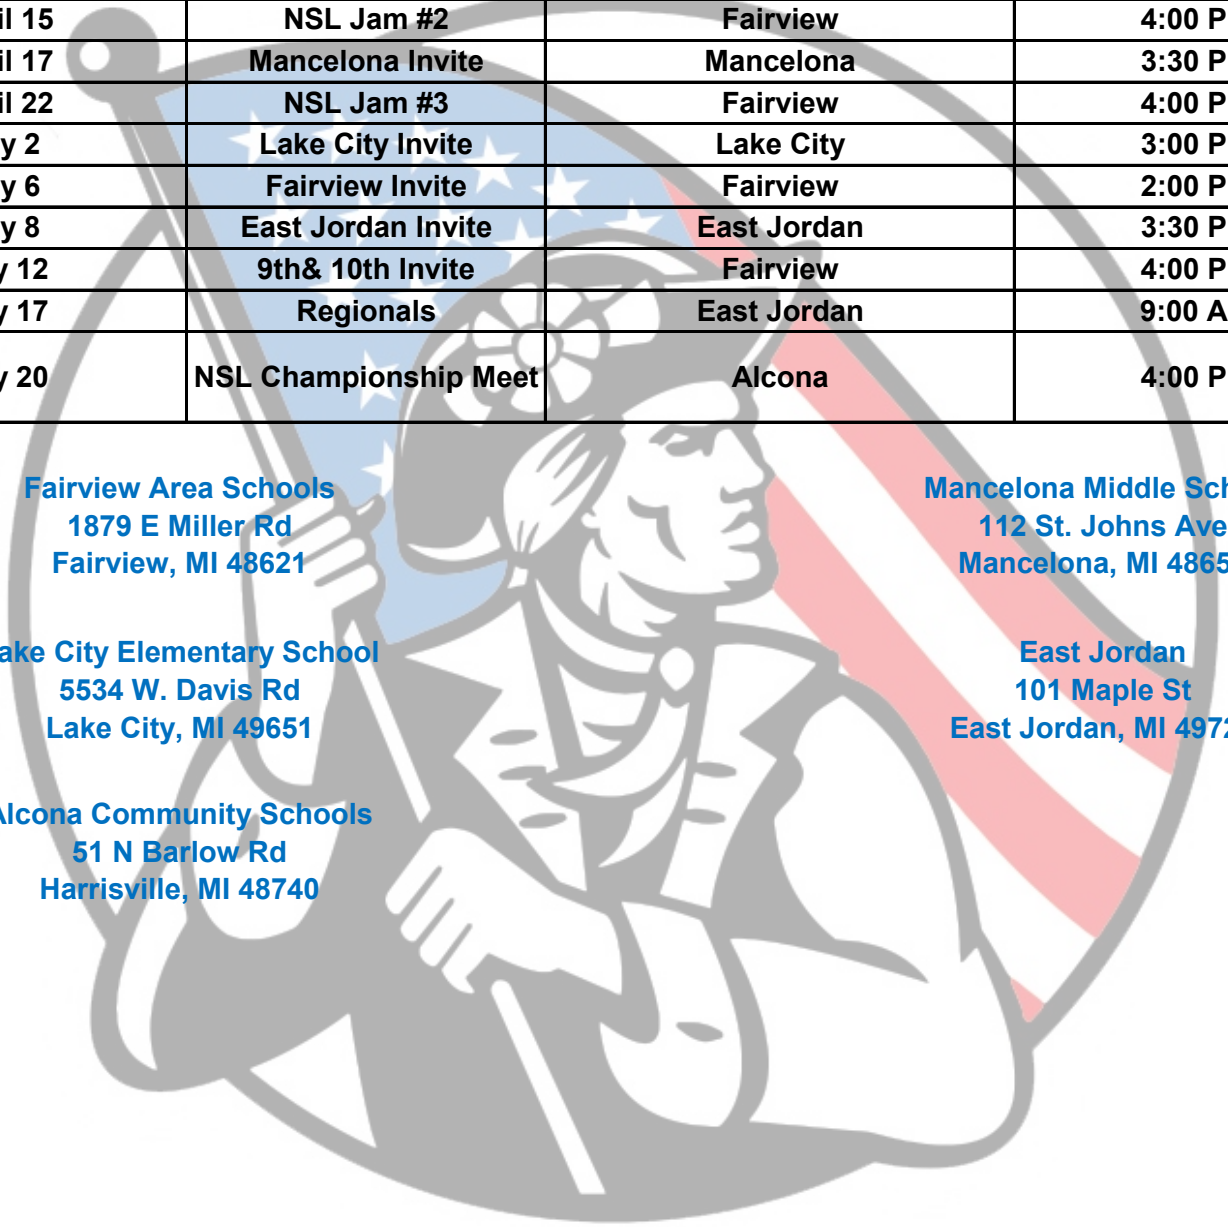 il 15 NSL Jam #2 Fairview 4:00 P
il 17 Mancelona Invite Mancelona 3:30 P
il 22 NSL Jam #3 Fairview 4:00 P
y 2 Lake City Invite Lake City 3:00 P
y 6 Fairview Invite Fairview 2:00 P
y 8 East Jordan Invite East Jordan 3:30 P
y 12 9th& 10th Invite Fairview 4:00 P
y 17 Regionals East Jordan 9:00 A
y 20 NSL Championship Meet Alcona 4:00 P
Fairview Area Schools
1879 E Miller Rd
Fairview, MI 48621
Mancelona Middle Sch
112 St. Johns Ave
Mancelona, MI 4865
ake City Elementary School
5534 W. Davis Rd
Lake City, MI 49651
East Jordan
101 Maple St
East Jordan, MI 4972
Alcona Community Schools
51 N Barlow Rd
Harrisville, MI 48740